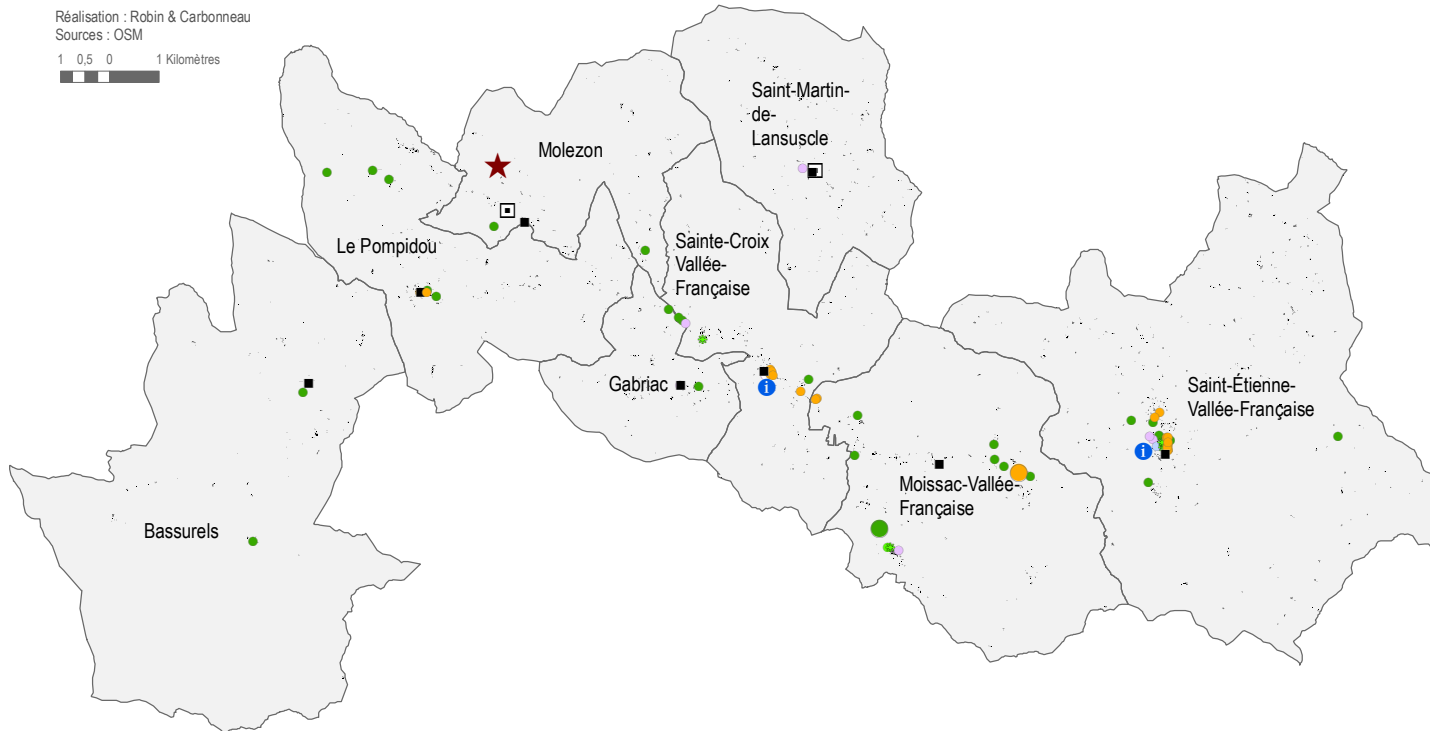 Réalisation : Robin & Carbonneau
Sources : OSM
1 0,5 0 1 Kilomètres
Saint-Martin-
de-
Lansuscle
Molezon
Le Pompidou
Sainte-Croix
Vallée-
Française
Gabriac
i
Saint-Étienne-
Vallée-Française
i
Moissac-Vallée-
Française
Bassurels